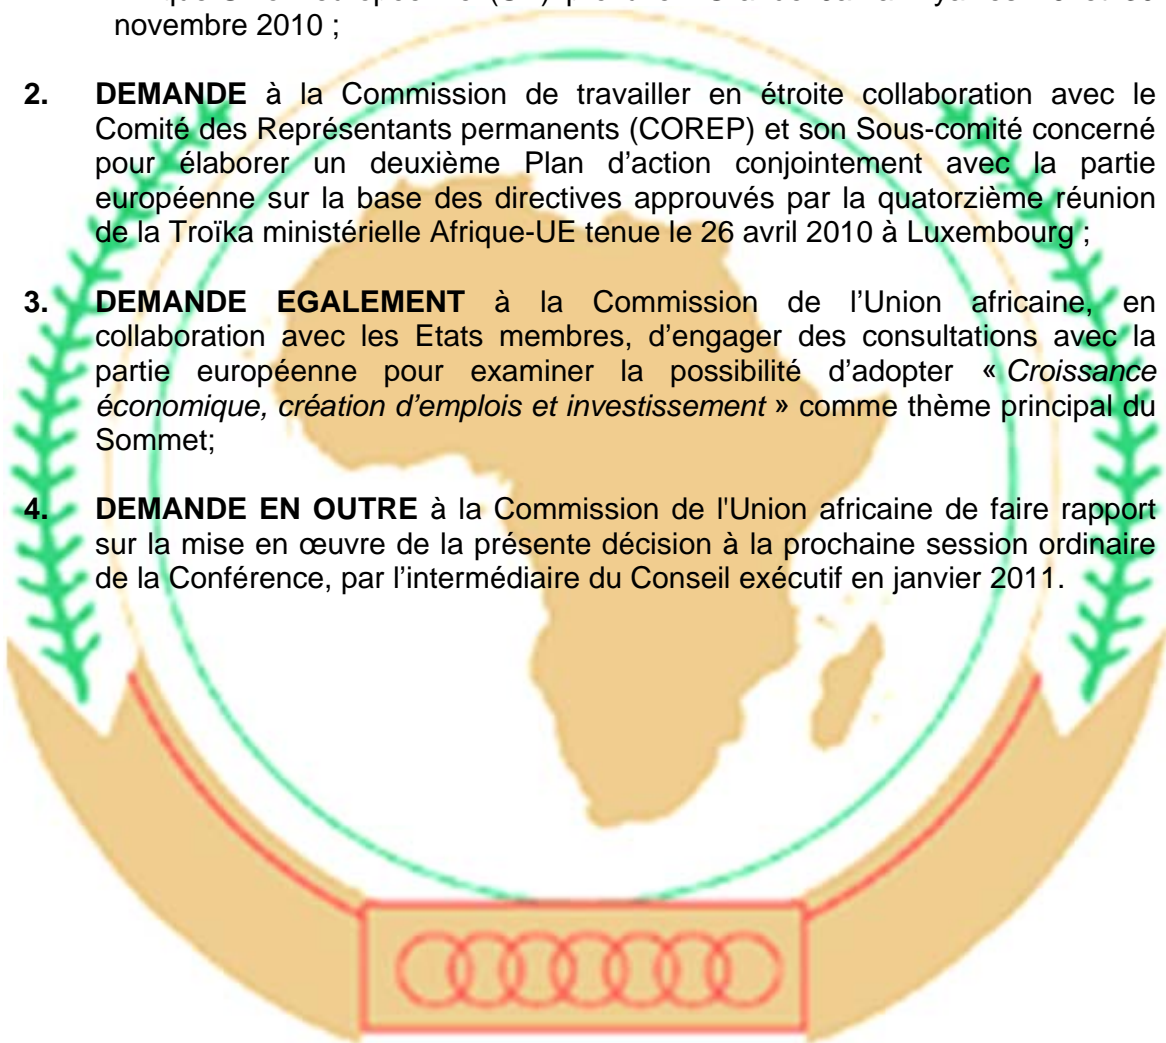 novembre 2010 ;
2. DEMANDE à la Commission de travailler en étroite collaboration avec le
Comité des Représentants permanents (COREP) et son Sous-comité concerné
pour élaborer un deuxième Plan d’action conjointement avec la partie
européenne sur la base des directives approuvés par la quatorzième réunion
de la Troïka ministérielle Afrique-UE tenue le 26 avril 2010 à Luxembourg ;
3. DEMANDE EGALEMENT à la Commission de l’Union africaine, en
collaboration avec les Etats membres, d’engager des consultations avec la
partie européenne pour examiner la possibilité d’adopter « Croissance
économique, création d’emplois et investissement » comme thème principal du
Sommet;
4. DEMANDE EN OUTRE à la Commission de l'Union africaine de faire rapport
sur la mise en œuvre de la présente décision à la prochaine session ordinaire
de la Conférence, par l’intermédiaire du Conseil exécutif en janvier 2011.